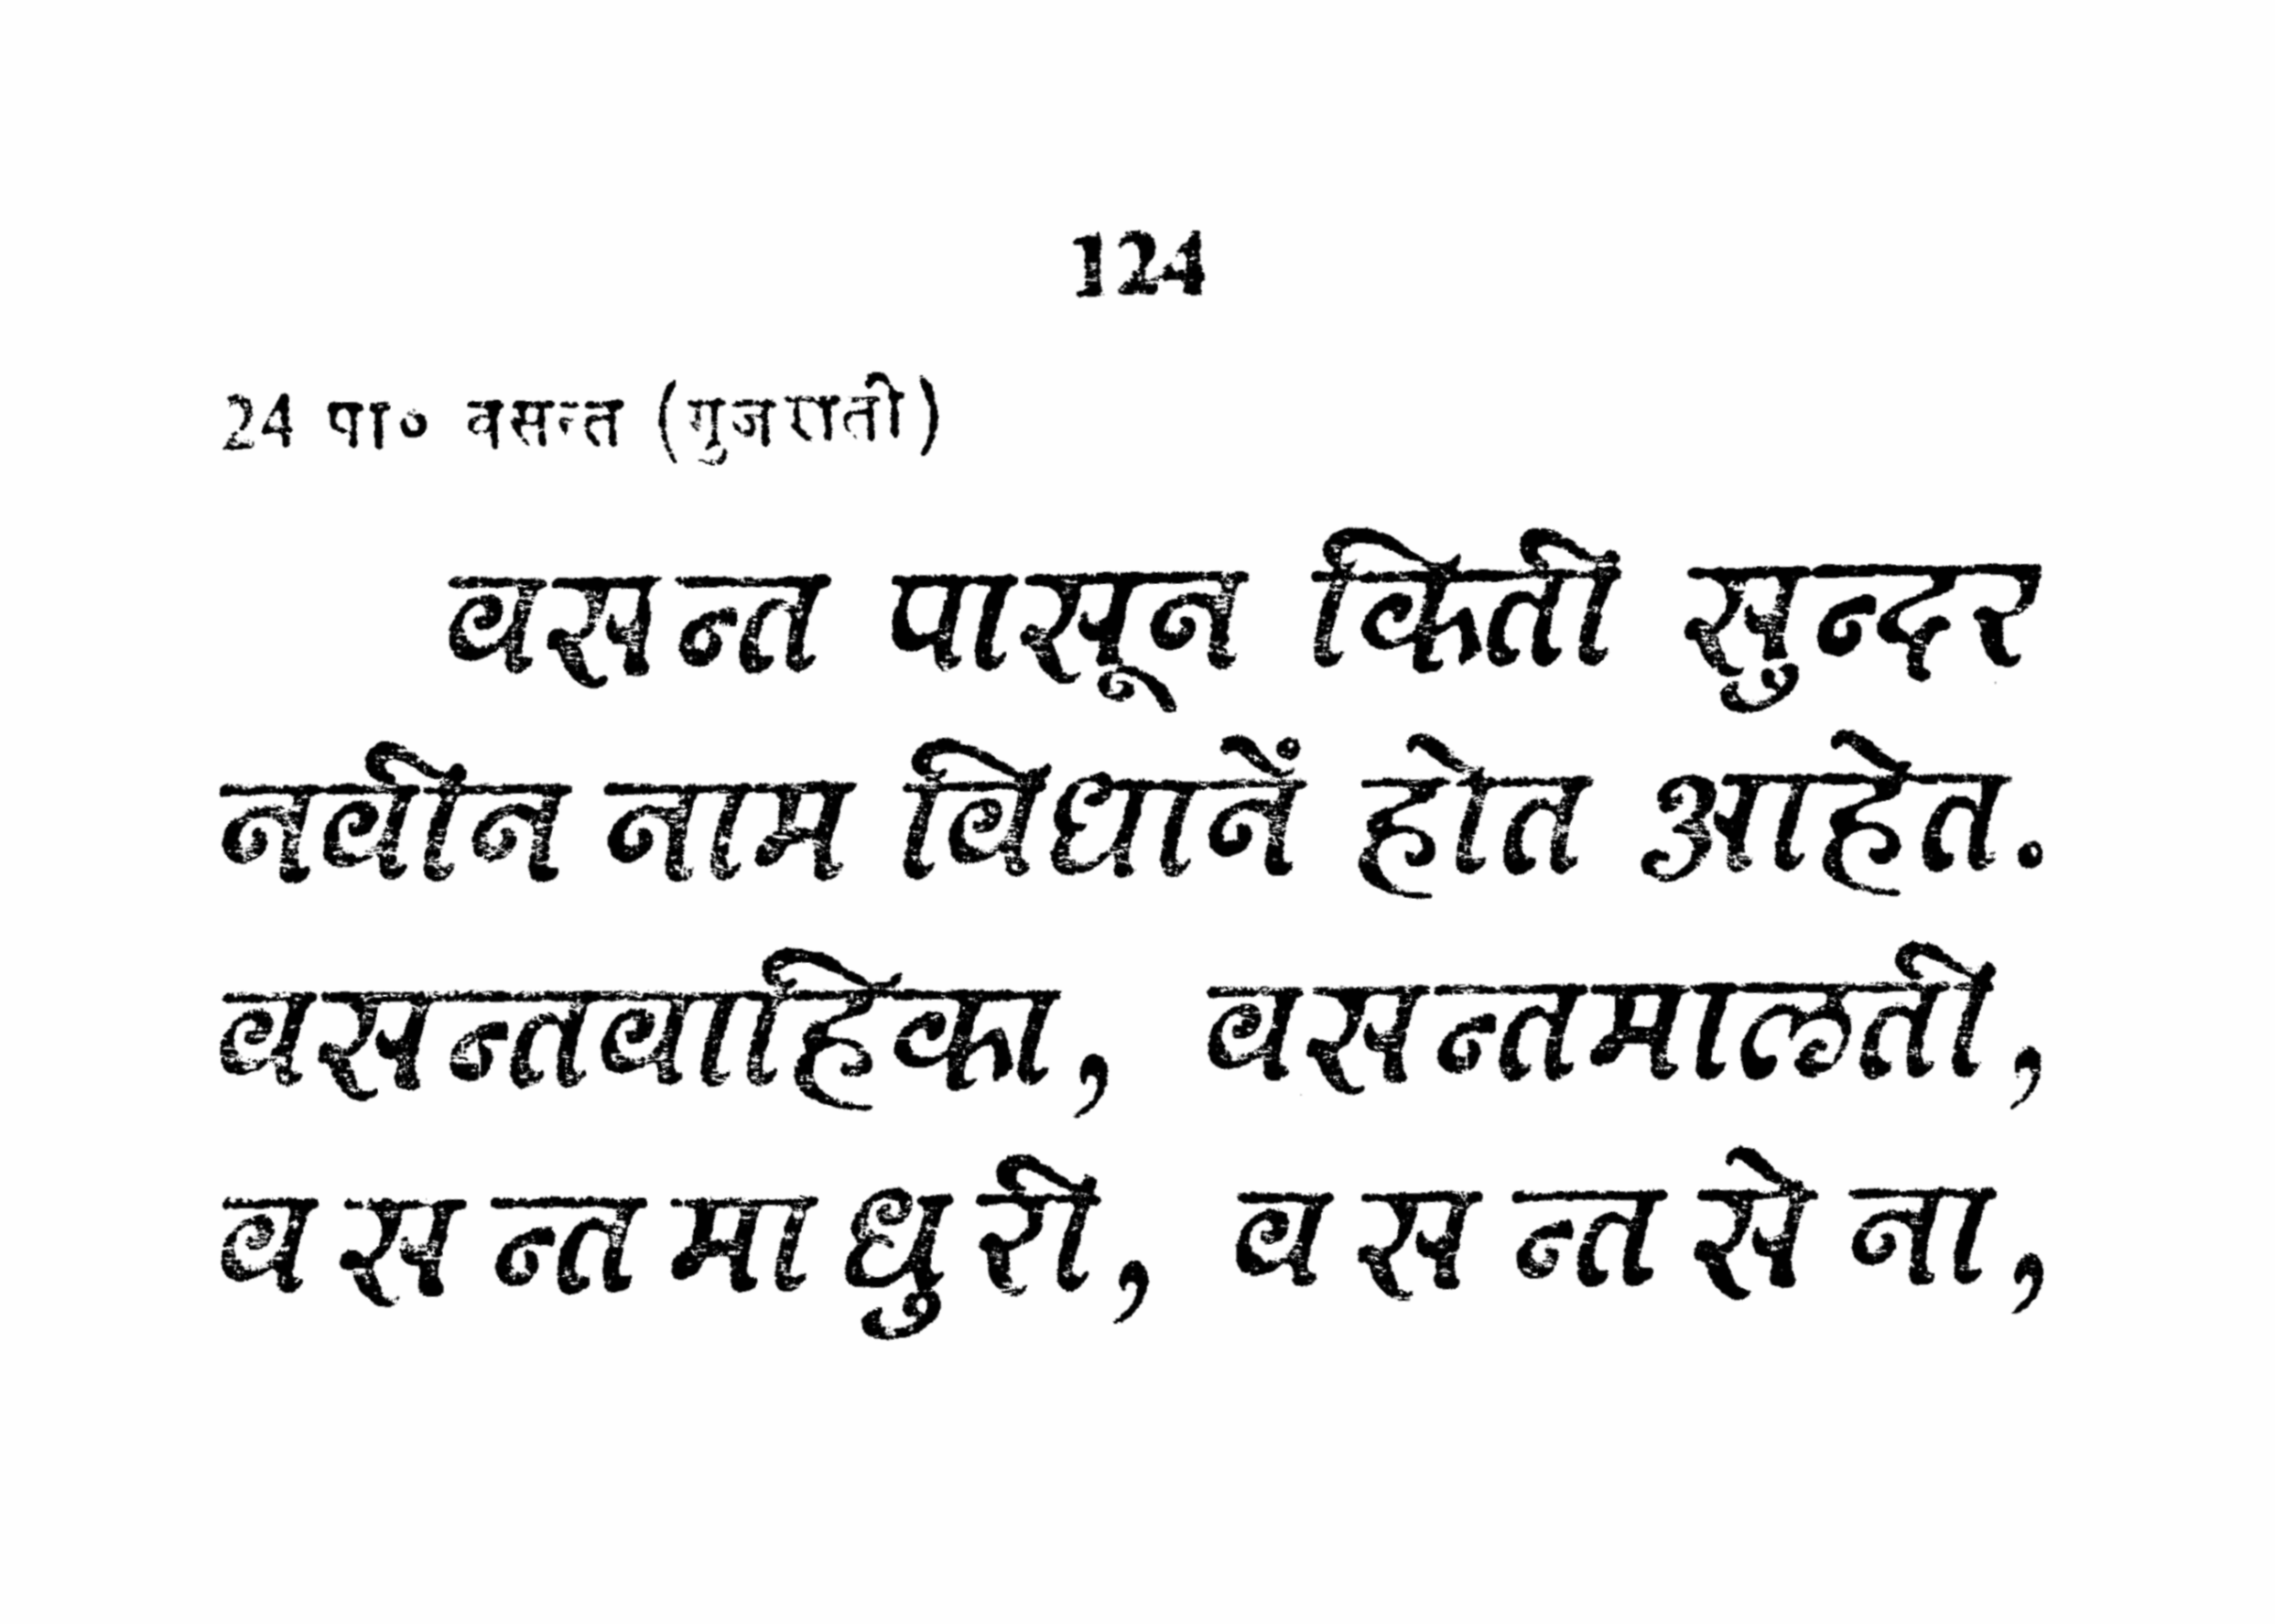 124
24 पा० वसन्त (गुजराती)
वसन्त पासून किती सुन्दर
नवीन नाम विधानें होत आहेत.
वसन्तवाहिका, वसन्तमालती,
वसन्तमाधुरी, वसन्तसेना,